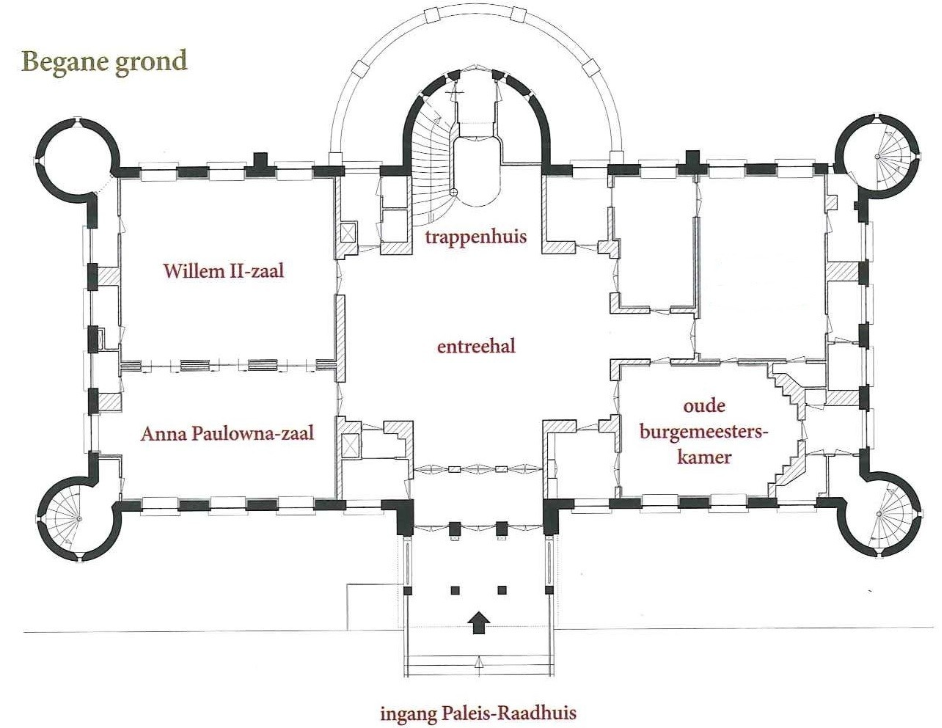 Begane grond
trappenhuis
Willem II-zaal
entreehal
Anna Paulowna-zaal
oude
burgemeesters-
kamer
ingang Paleis-Raadhuis